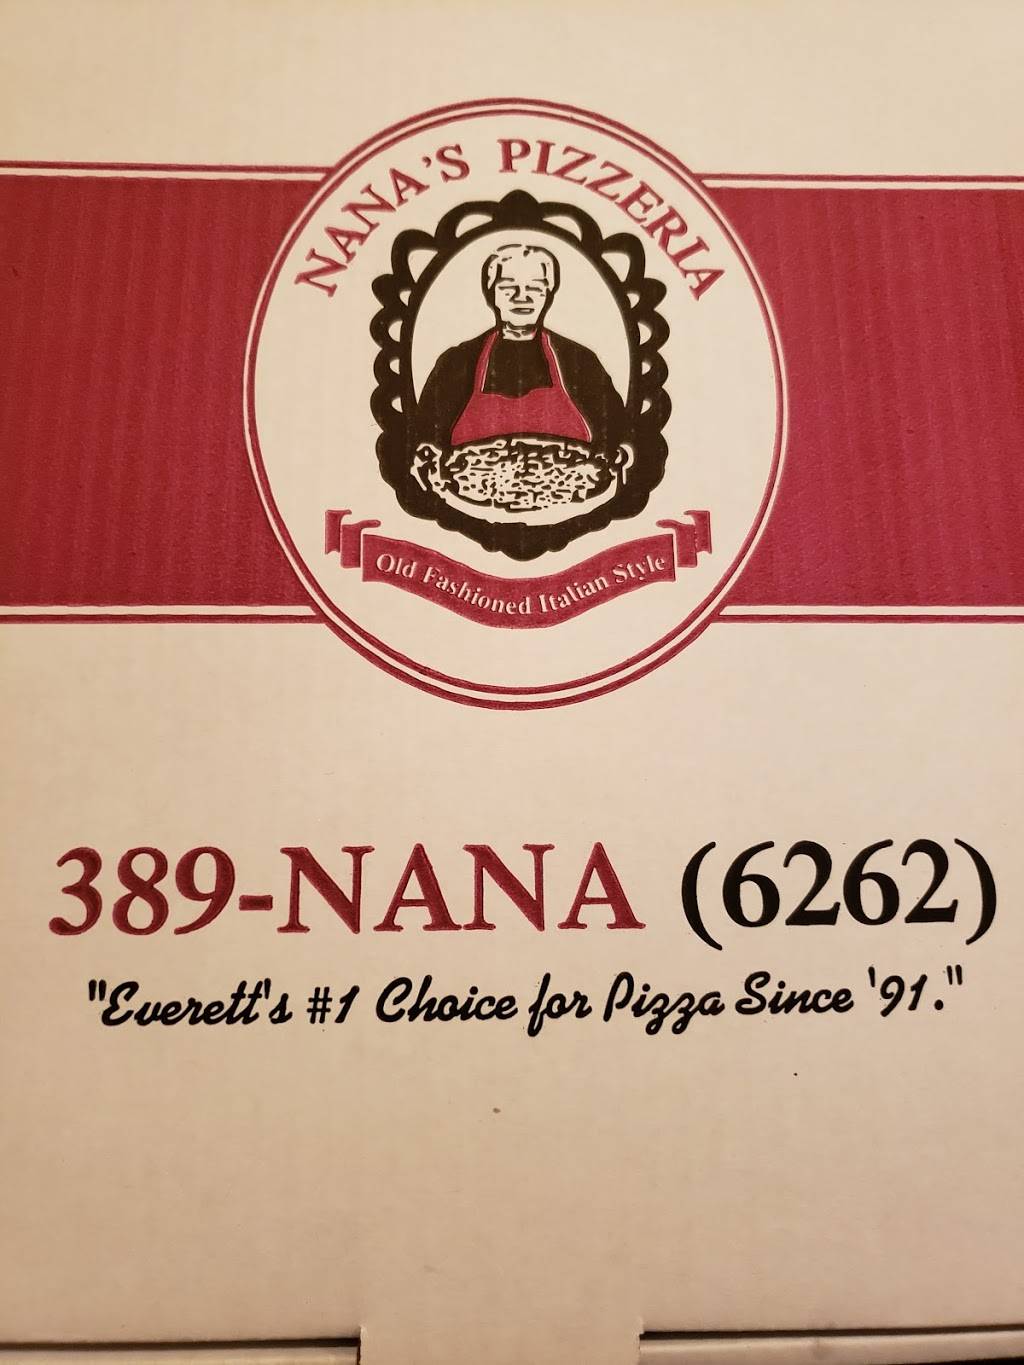 NANA'S PIZZERIA
Old Fashioned Italian Style
389-NANA (6262)
"Everett's #1 Choice for Pizza Since '91."